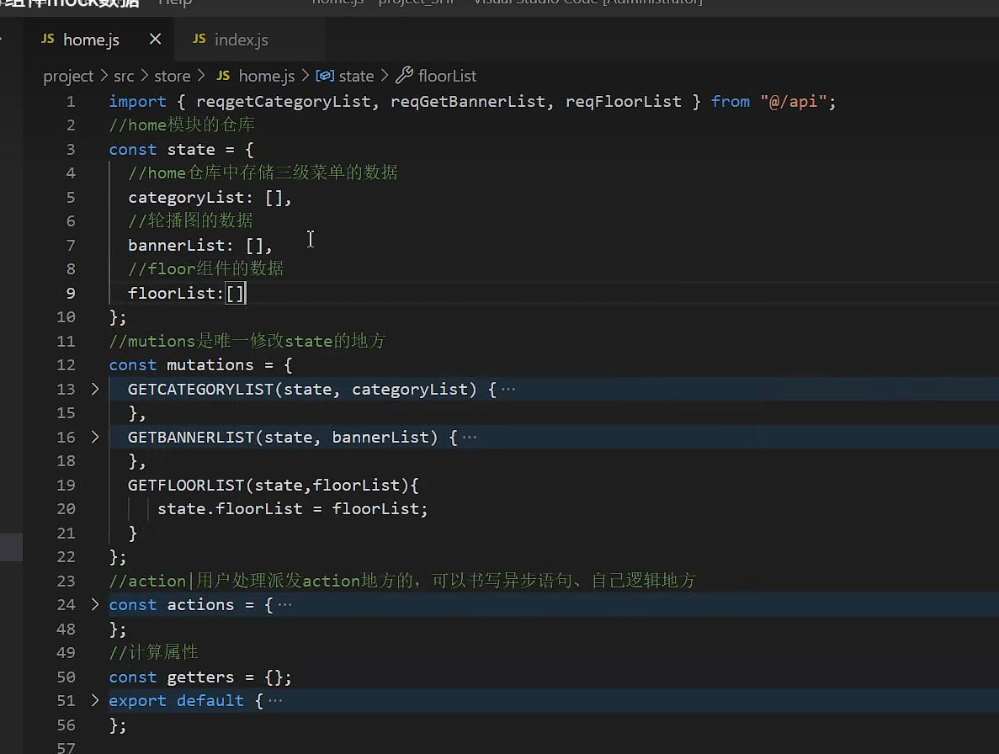 组件mock数据 Help home.js - project_SHP - Visual Studio Code [Administrator]
JS home.js × JS index.js
project > src > store > JS home.js > state > floorList
1 import { reqgetCategoryList, reqGetBannerList, reqFloorList } from "@/api";
2 //home模块的仓库
3 const state = {
4 //home仓库中存储三级菜单的数据
5 categoryList: [],
6 //轮播图的数据
7 bannerList: [],
8 //floor组件的数据
9 floorList:[]
10 };
11 //mutions是唯一修改state的地方
12 const mutations = {
13 > GETCATEGORYLIST(state, categoryList) {···
15 },
16 > GETBANNERLIST(state, bannerList) {···
18 },
19 GETFLOORLIST(state,floorList){
20 state.floorList = floorList;
21 }
22 };
23 //action|用户处理派发action地方的，可以书写异步语句、自己逻辑地方
24 > const actions = {···
48 };
49 //计算属性
50 const getters = {};
51 > export default {···
56 };
57